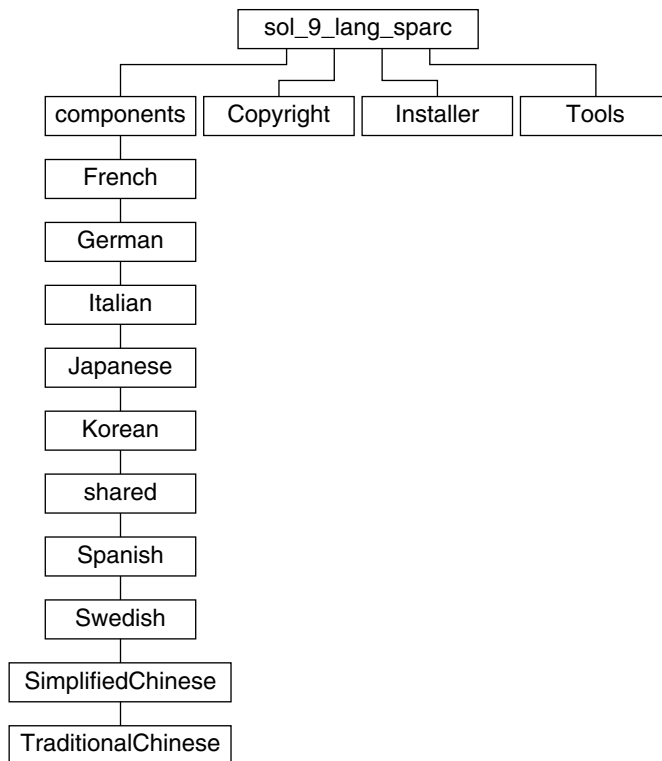 sol_9_lang_sparc
components
Copyright
Installer
Tools
French
German
Italian
Japanese
Korean
shared
Spanish
Swedish
SimplifiedChinese
TraditionalChinese